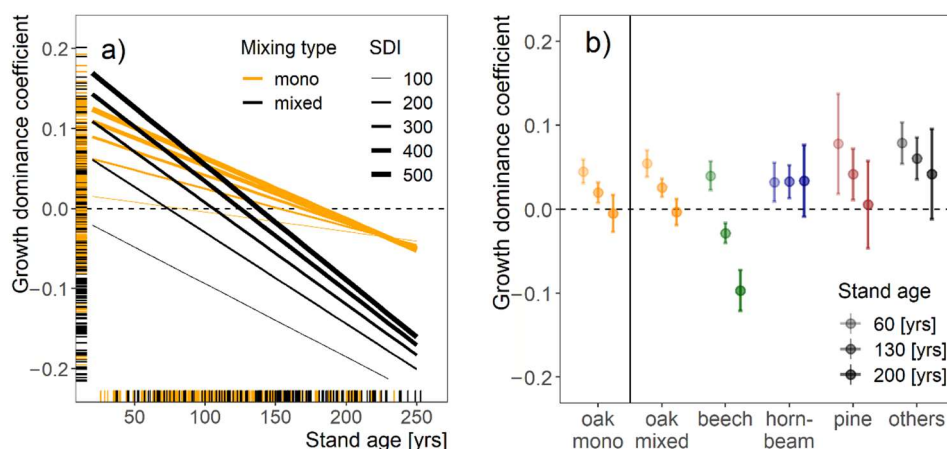 a)
Mixing type
mono
mixed
SDI
100
200
300
400
500
Growth dominance coefficient
0.2
0.1
0.0
−0.1
−0.2
50
100
150
200
250
Stand age [yrs]
b)
Growth dominance coefficient
0.2
0.1
0.0
−0.1
−0.2
Stand age
60 [yrs]
130 [yrs]
200 [yrs]
oak mono
oak mixed
beech
horn-
beam
pine
others